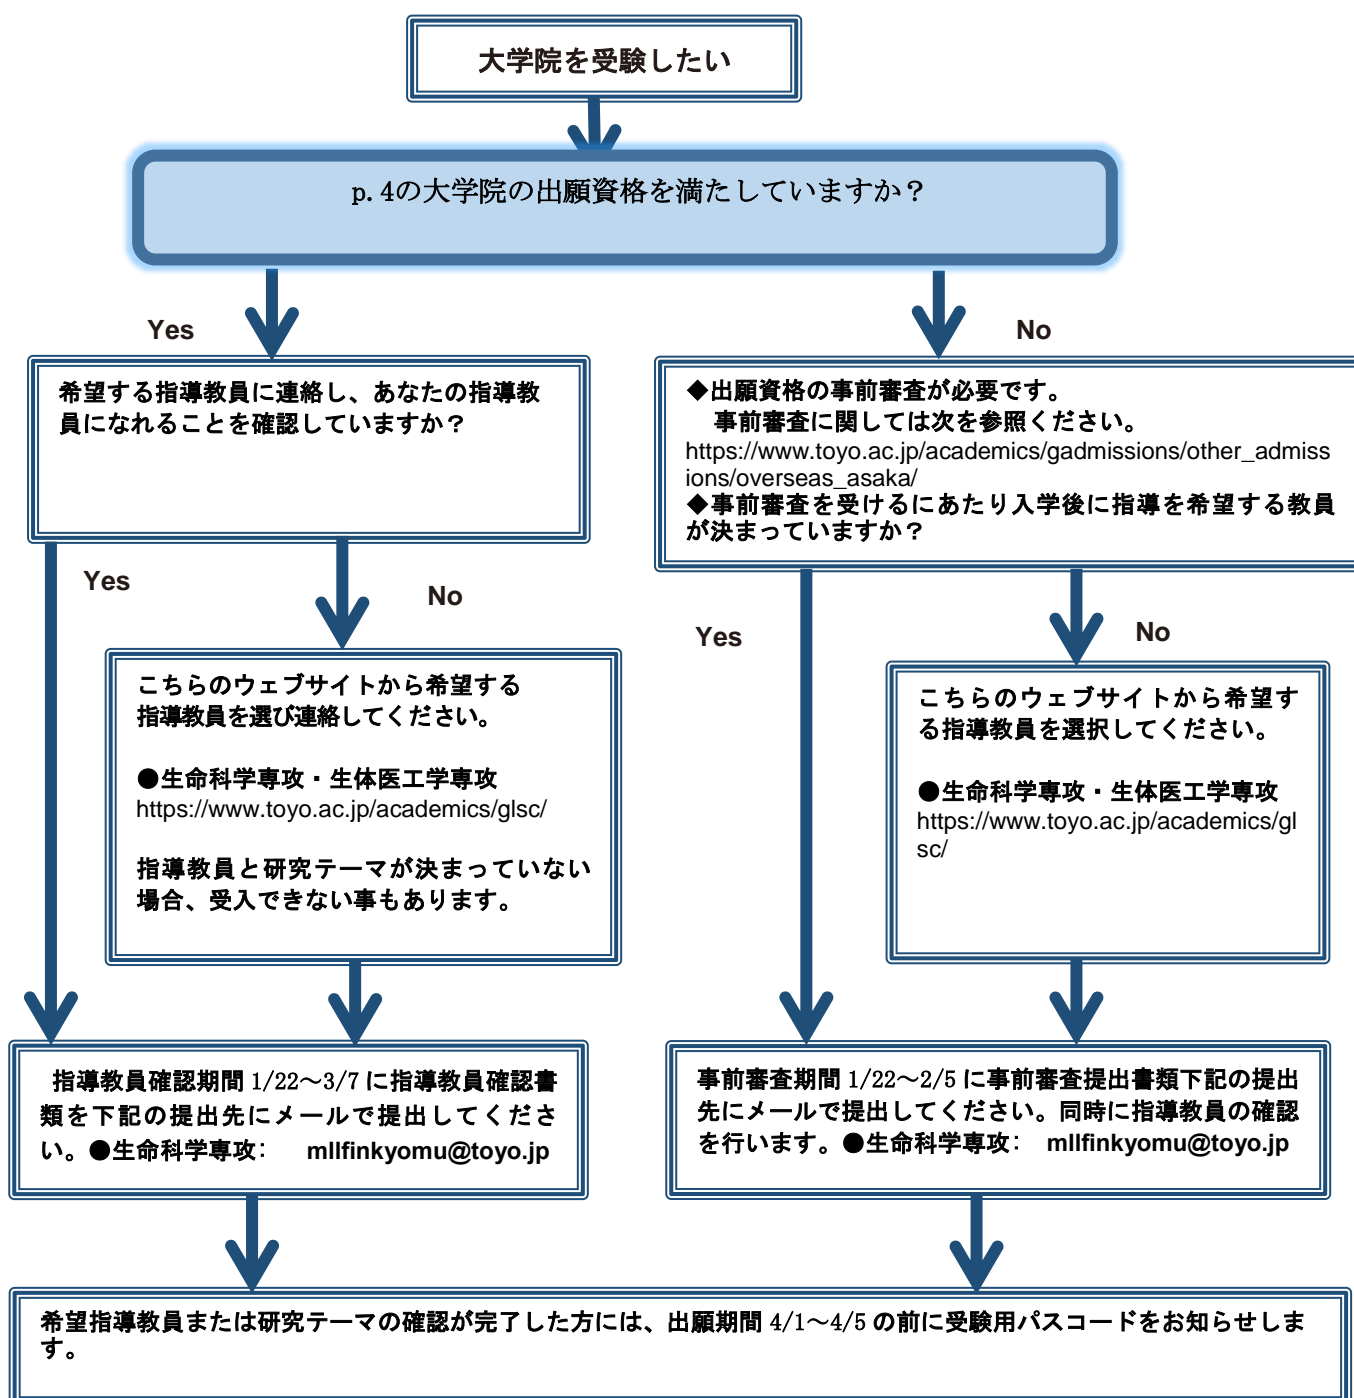 大学院を受験したい
p.4の大学院の出願資格を満たしていますか？
Yes
No
希望する指導教員に連絡し、あなたの指導教
員になれることを確認していますか？
◆出願資格の事前審査が必要です。
事前審査に関しては次を参照ください。
https://www.toyo.ac.jp/academics/gadmissions/other_admiss
ions/overseas_asaka/
◆事前審査を受けるにあたり入学後に指導を希望する教員
が決まっていますか？
Yes
No
Yes
No
こちらのウェブサイトから希望する
指導教員を選び連絡してください。
●生命科学専攻・生体医工学専攻
https://www.toyo.ac.jp/academics/glsc/
指導教員と研究テーマが決まっていない
場合、受入できない事もあります。
こちらのウェブサイトから希望す
る指導教員を選択してください。
●生命科学専攻・生体医工学専攻
https://www.toyo.ac.jp/academics/gl
sc/
指導教員確認期間 1/22～3/7 に指導教員確認書
類を下記の提出先にメールで提出してくださ
い。●生命科学専攻： mllfinkyomu@toyo.jp
事前審査期間 1/22～2/5 に事前審査提出書類下記の提出
先にメールで提出してください。同時に指導教員の確認
を行います。●生命科学専攻： mllfinkyomu@toyo.jp
希望指導教員または研究テーマの確認が完了した方には、出願期間 4/1～4/5 の前に受験用パスコードをお知らせしま
す。